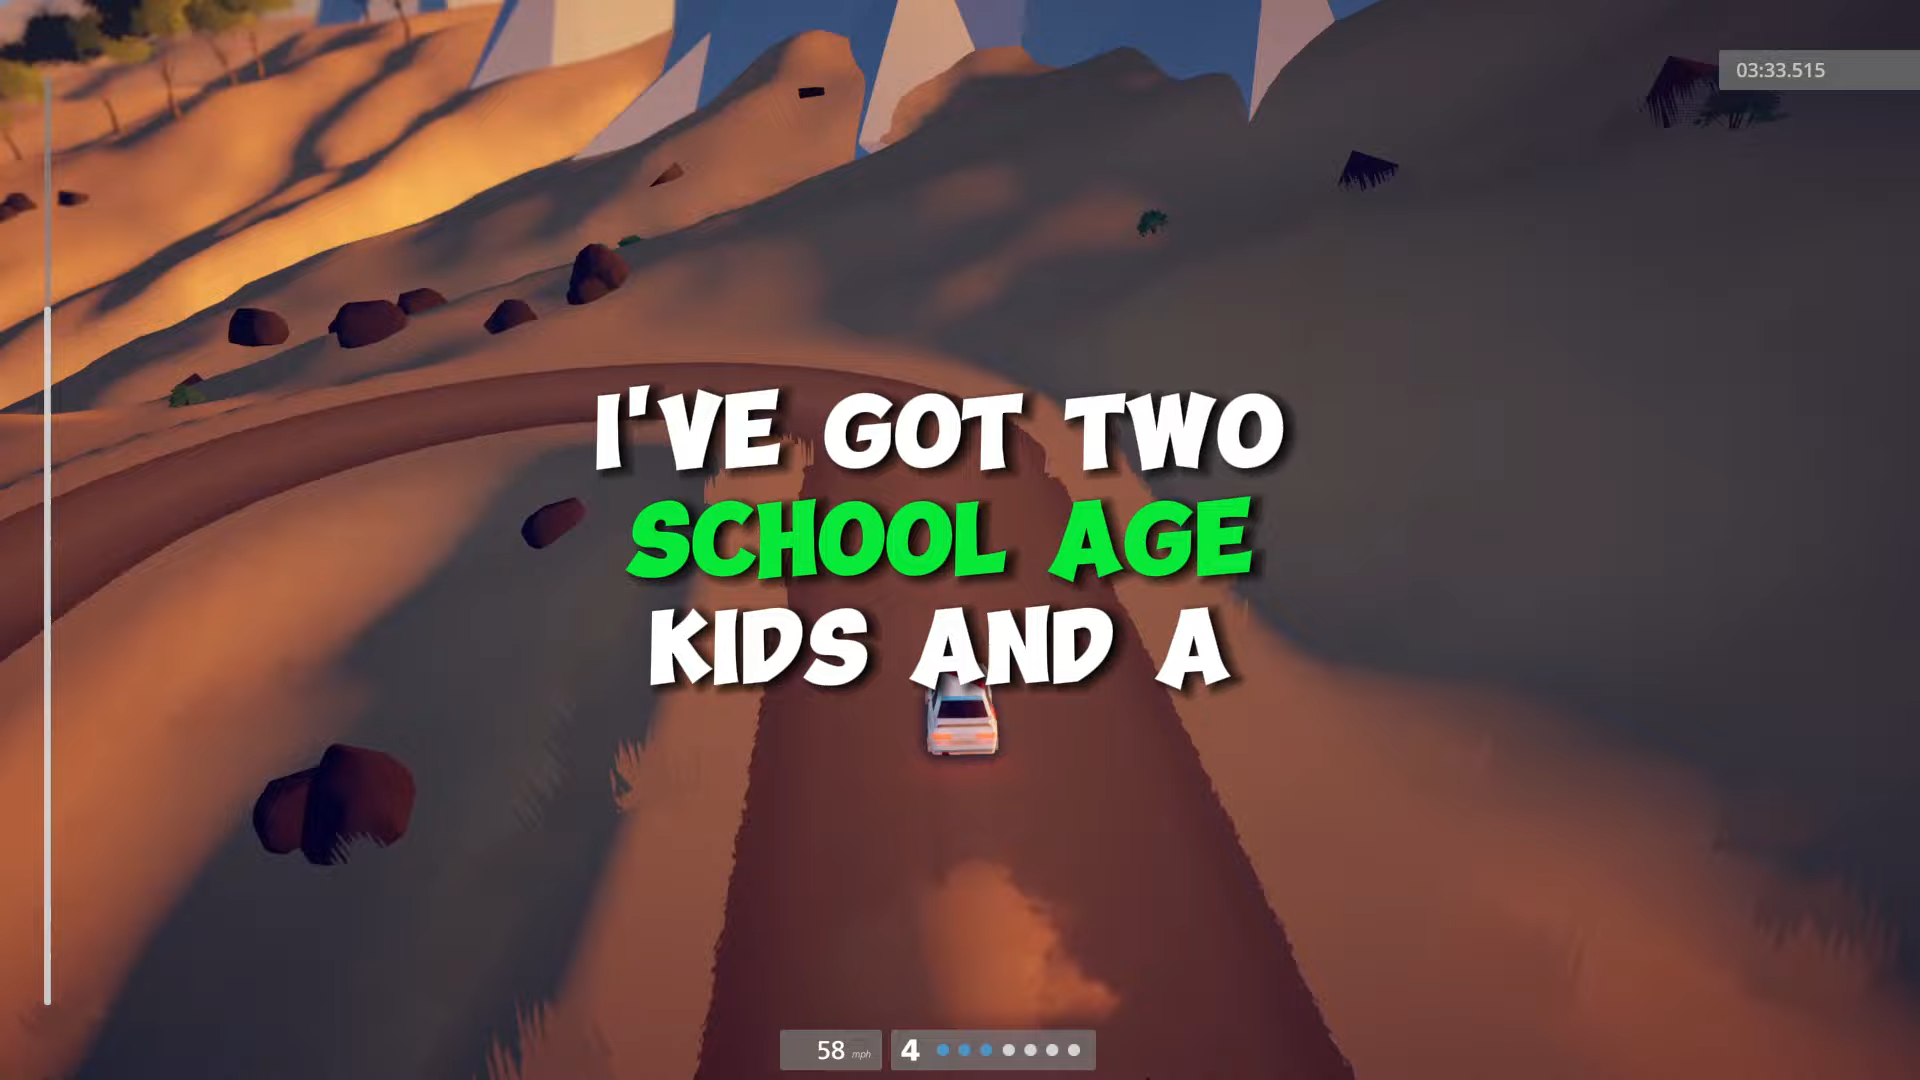 03:33.515
I'VE GOT TWO
SCHOOL AGE
KIDS AND A
58 mph 4